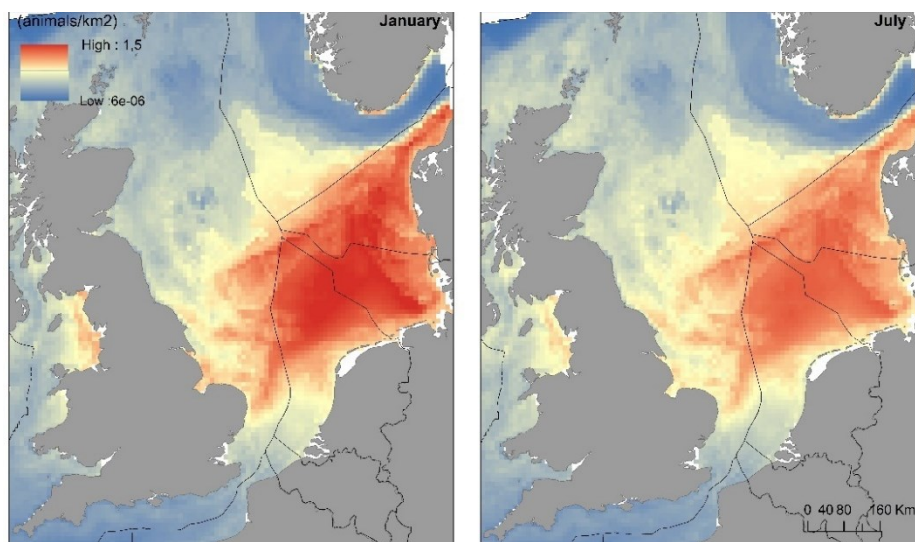 (animals/km2)
High : 1,5
Low :6e-06
January
July
0 40 80 160 Km